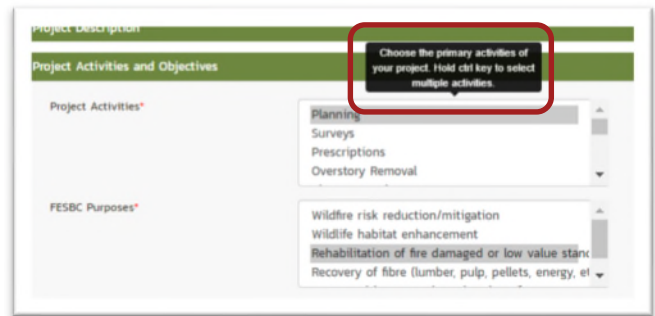 Project Description
Choose the primary activities of
your project. Hold ctrl key to select
multiple activities.
Project Activities and Objectives
Project Activities*
Planning
Surveys
Prescriptions
Overstory Removal
FESBC Purposes*
Wildfire risk reduction/mitigation
Wildlife habitat enhancement
Rehabilitation of fire damaged or low value stand
Recovery of fibre (lumber, pulp, pellets, energy, et